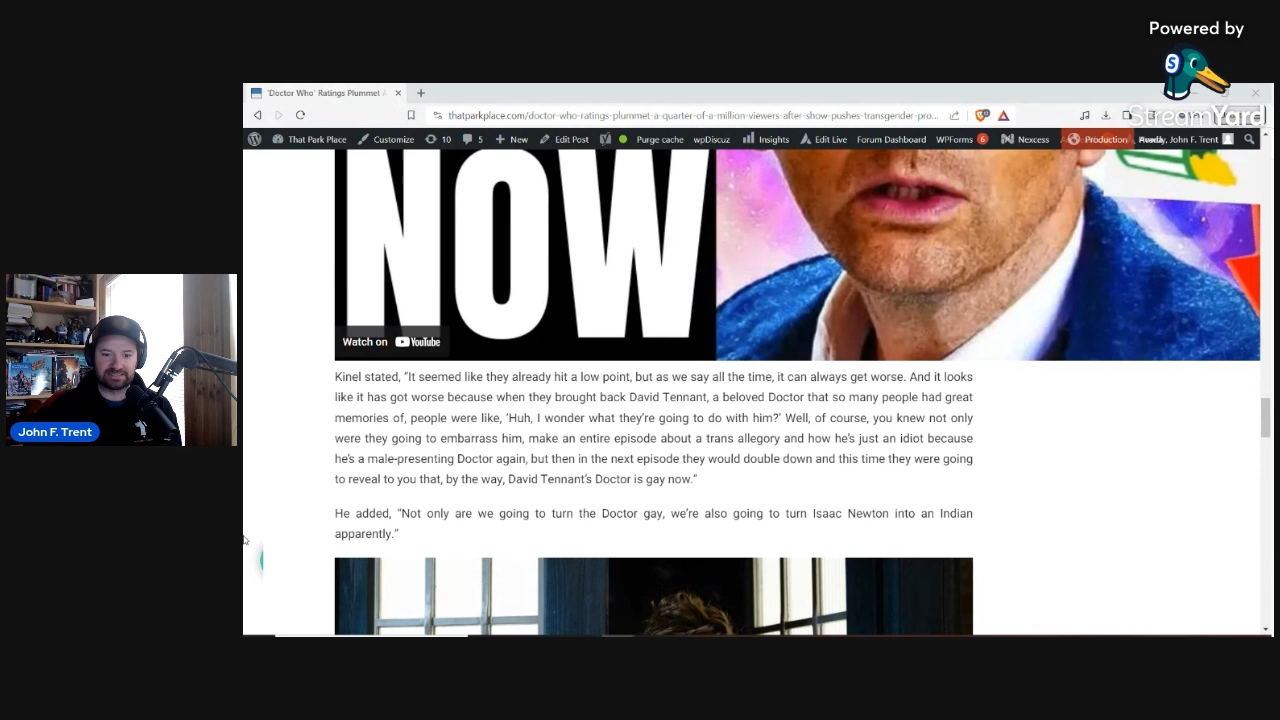 Powered by
S
StreamYard
'Doctor Who' Ratings Plummet A
thatparkplace.com/doctor-who-ratings-plummet-a-quarter-of-a-million-viewers-after-show-pushes-transgender-pro...
That Park Place Customize 10 5 New Edit Post Purge cache wpDiscuz Insights Edit Live Forum Dashboard WPForms 6 Nexcess Production John F. Trent
NOW
Watch on YouTube
Kinel stated, “It seemed like they already hit a low point, but as we say all the time, it can always get worse. And it looks
like it has got worse because when they brought back David Tennant, a beloved Doctor that so many people had great
memories of, people were like, ‘Huh, I wonder what they’re going to do with him?’ Well, of course, you knew not only
were they going to embarrass him, make an entire episode about a trans allegory and how he’s just an idiot because
he’s a male-presenting Doctor again, but then in the next episode they would double down and this time they were going
to reveal to you that, by the way, David Tennant’s Doctor is gay now.”
He added, “Not only are we going to turn the Doctor gay, we’re also going to turn Isaac Newton into an Indian
apparently.”
John F. Trent